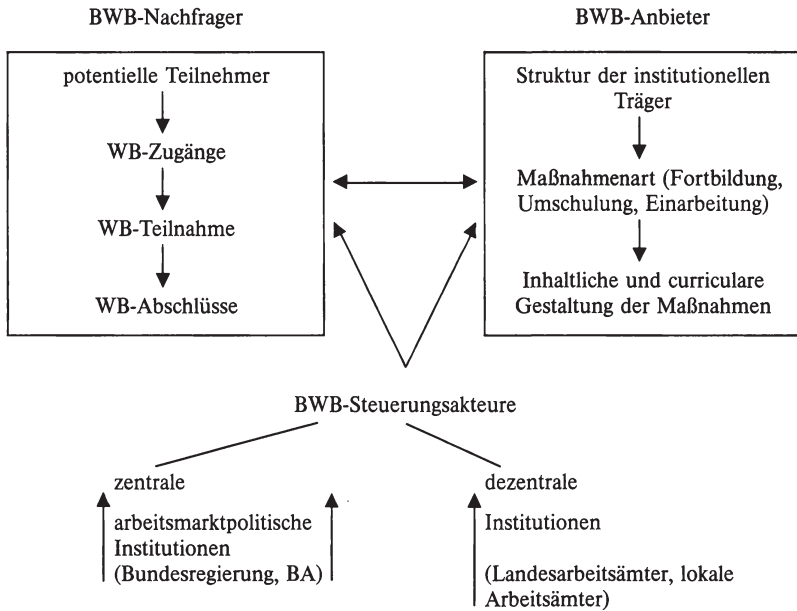 BWB-Nachfrager
potentielle Teilnehmer
WB-Zugänge
WB-Teilnahme
WB-Abschlüsse
BWB-Anbieter
Struktur der institutionellen
Träger
Maßnahmenart (Fortbildung,
Umschulung, Einarbeitung)
Inhaltliche und curriculare
Gestaltung der Maßnahmen
BWB-Steuerungsakteure
zentrale
arbeitsmarktpolitische
Institutionen
(Bundesregierung, BA)
dezentrale
Institutionen
(Landesarbeitsämter, lokale
Arbeitsämter)